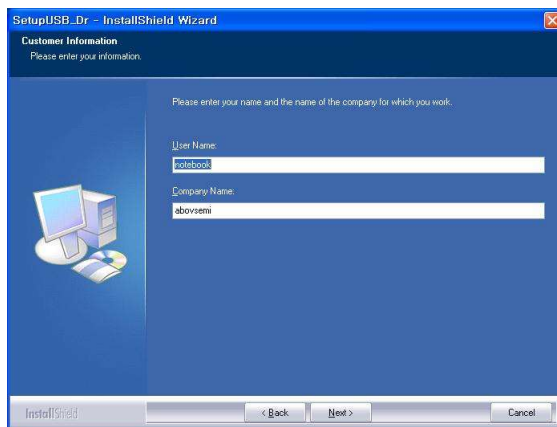 SetupUSB_Dr - InstallShield Wizard
Customer Information
Please enter your information.
Please enter your name and the name of the company for which you work.
User Name:
notebook
Company Name:
abovsemi
InstallShield
< Back
Next >
Cancel